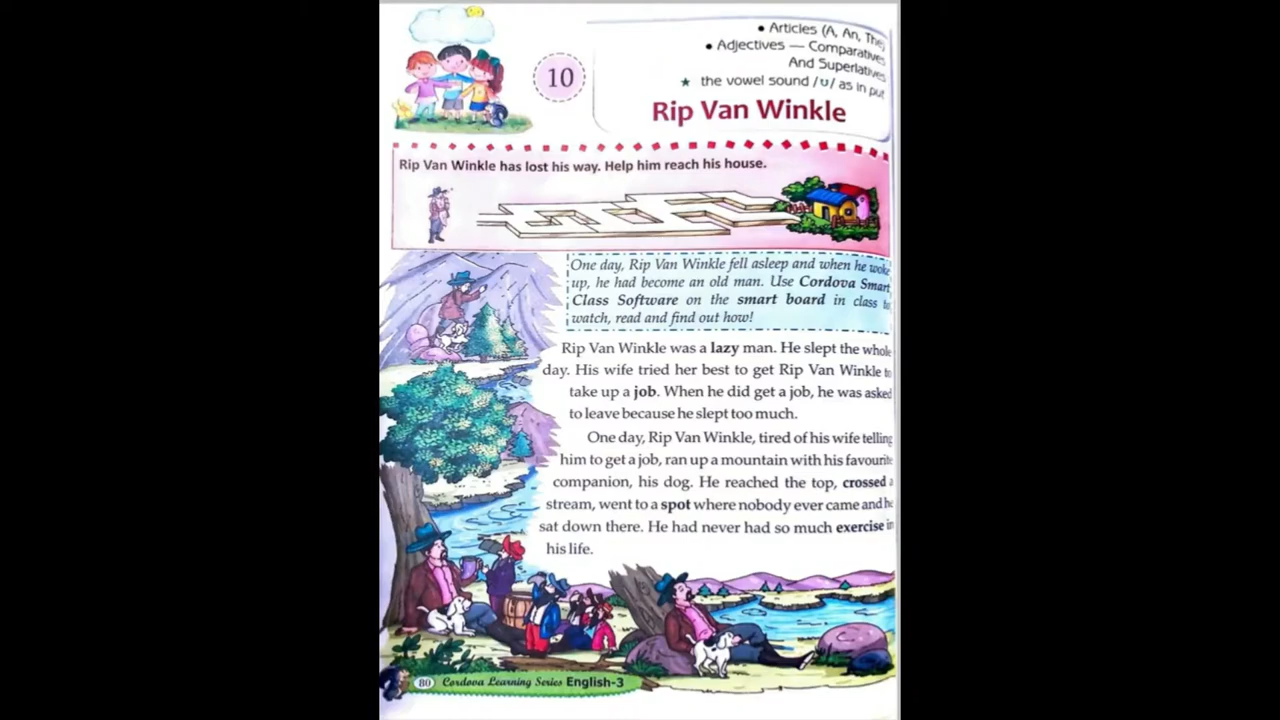 • Articles (A, An, The)
• Adjectives — Comparatives
And Superlatives
★ the vowel sound /ʊ/ as in put
10
Rip Van Winkle
Rip Van Winkle has lost his way. Help him reach his house.
One day, Rip Van Winkle fell asleep and when he woke
up, he had become an old man. Use Cordova Smart
Class Software on the smart board in class to
watch, read and find out how!
Rip Van Winkle was a lazy man. He slept the whole
day. His wife tried her best to get Rip Van Winkle to
take up a job. When he did get a job, he was asked
to leave because he slept too much.
One day, Rip Van Winkle, tired of his wife telling
him to get a job, ran up a mountain with his favourite
companion, his dog. He reached the top, crossed a
stream, went to a spot where nobody ever came and he
sat down there. He had never had so much exercise in
his life.
80 Cordova Learning Series English-3